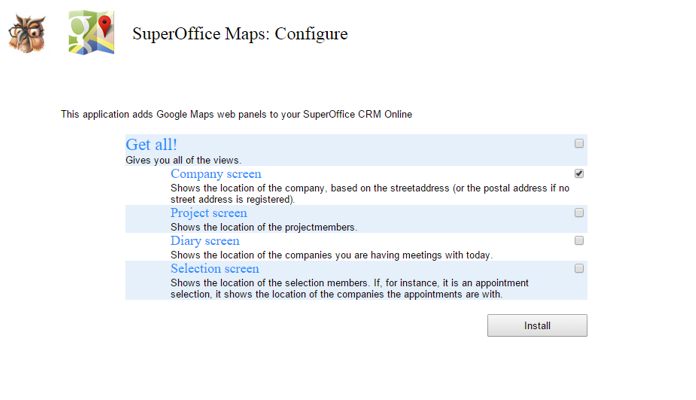 SuperOffice Maps: Configure
This application adds Google Maps web panels to your SuperOffice CRM Online
Get all!
Gives you all of the views.
Company screen
Shows the location of the company, based on the streetaddress (or the postal address if no
street address is registered).
Project screen
Shows the location of the projectmembers.
Diary screen
Shows the location of the companies you are having meetings with today.
Selection screen
Shows the location of the selection members. If, for instance, it is an appointment
selection, it shows the location of the companies the appointments are with.
Install